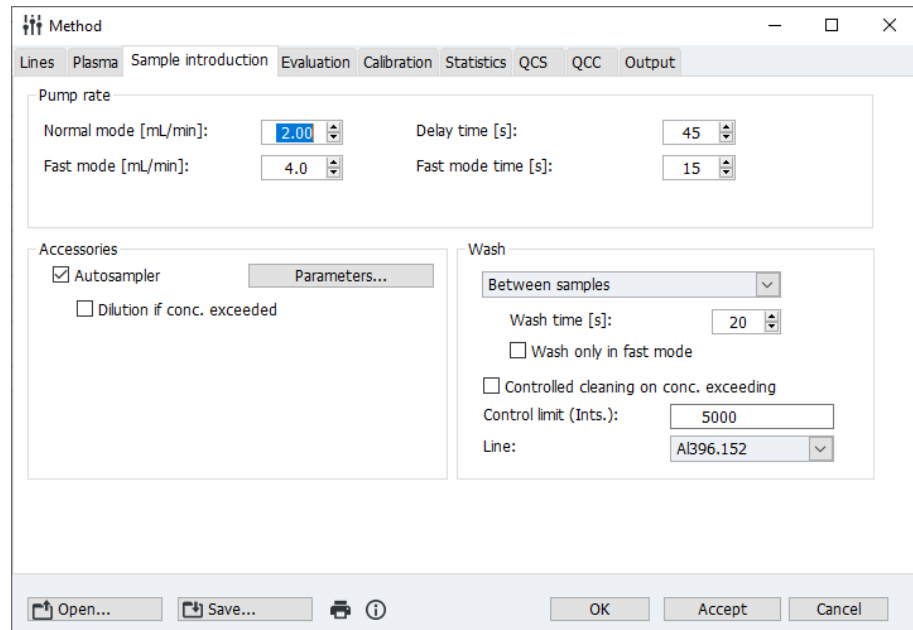 Method
Lines Plasma Sample introduction Evaluation Calibration Statistics QCS QCC Output
Pump rate
Normal mode [mL/min]: 2.00 Delay time [s]: 45
Fast mode [mL/min]: 4.0 Fast mode time [s]: 15
Accessories
Autosampler Parameters...
Dilution if conc. exceeded
Wash
Between samples
Wash time [s]: 20
Wash only in fast mode
Controlled cleaning on conc. exceeding
Control limit (Ints.): 5000
Line: Al396.152
Open... Save... OK Accept Cancel